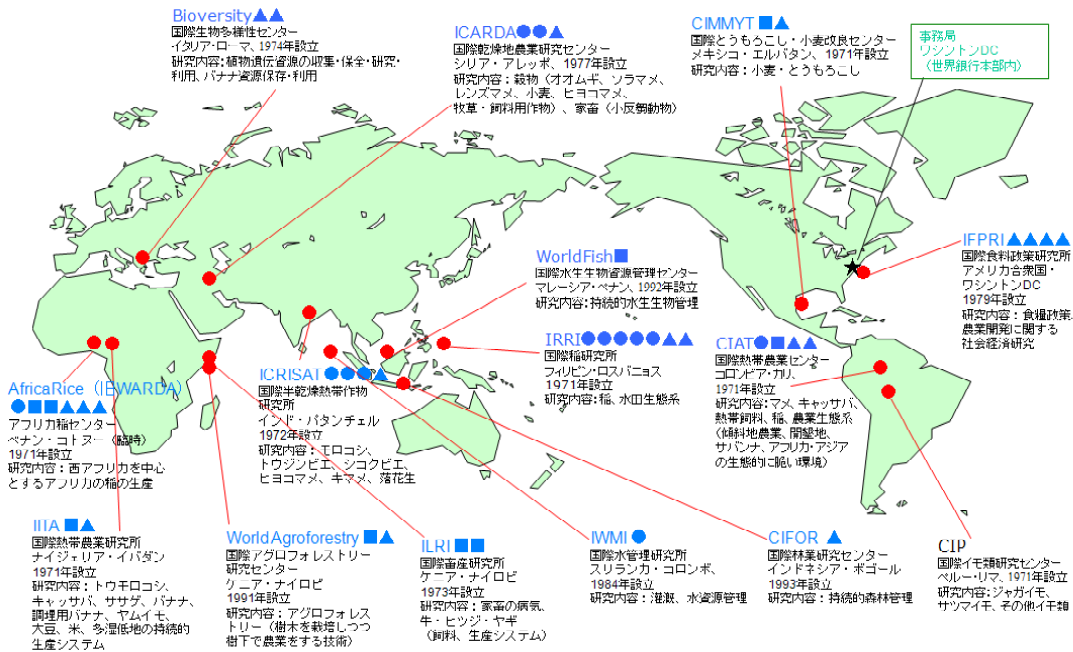 Bioversity▲▲
国際生物多様性センター
イタリア・ローマ、1974年設立
研究内容：植物遺伝資源の収集・保全・研究・
利用、バナナ資源保存・利用
ICARDA●●▲
国際乾燥地農業研究センター
シリア・アレッポ、1977年設立
研究内容：穀物（オオムギ、ソラマメ、
レンズマメ、小麦、ヒヨコマメ、
牧草・飼料用作物）、家畜（小反芻動物）
CIMMYT■▲
国際とうもろこし・小麦改良センター
メキシコ・エルバタン、1971年設立
研究内容：小麦・とうもろこし
事務局
ワシントンDC
（世界銀行本部内）
IFPRI▲▲▲▲
国際食料政策研究所
アメリカ合衆国・
ワシントンDC
1979年設立
研究内容：食糧政策、
農業開発に関する
社会経済研究
WorldFish■
国際水生生物資源管理センター
マレーシア・ペナン、1992年設立
研究内容：持続的水生生物管理
IRRI●●●●●▲▲
国際稲研究所
フィリピン・ロスバニョス
1971年設立
研究内容：稲、水田生態系
CIAT●■▲▲
国際熱帯農業センター
コロンビア・カリ、
1971年設立
研究内容：マメ、キャッサバ、
熱帯飼料、稲、農業生態系
（傾斜地農業、開墾地、
サバンナ、アフリカ・アジア
の生態的に脆い環境）
AfricaRice（旧WARDA）
●■■▲▲▲
アフリカ稲センター
ベナン・コトヌー（臨時）
1971年設立
研究内容：西アフリカを中心
とするアフリカの稲の生産
ICRISAT●●●▲
国際半乾燥熱帯作物
研究所
インド・パタンチェル
1972年設立
研究内容：モロコシ、
トウジンビエ、シコクビエ、
ヒヨコマメ、キマメ、落花生
IITA■▲
国際熱帯農業研究所
ナイジェリア・イバダン
1971年設立
研究内容：トウモロコシ、
キャッサバ、ササゲ、バナナ、
調理用バナナ、ヤムイモ、
大豆、米、多湿低地の持続的
生産システム
World Agroforestry■▲
国際アグロフォレストリー
研究センター
ケニア・ナイロビ
1991年設立
研究内容：アグロフォレス
トリー（樹木を栽培しつつ
樹下で農業をする技術）
ILRI■■
国際畜産研究所
ケニア・ナイロビ
1973年設立
研究内容：家畜の病気、
牛・ヒツジ・ヤギ
（飼料、生産システム）
IWMI●
国際水管理研究所
スリランカ・コロンボ、
1984年設立
研究内容：灌漑、水資源管理
CIFOR▲
国際林業研究センター
インドネシア・ボゴール
1993年設立
研究内容：持続的森林管理
CIP
国際イモ類研究センター
ペルー・リマ、1971年設立
研究内容：ジャガイモ、
サツマイモ、その他イモ類